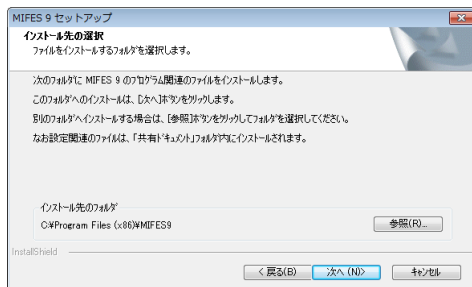 MIFES 9 セットアップ
インストール先の選択
ファイルをインストールするフォルダを選択します。
次のフォルダに MIFES 9 のプログラム関連のファイルをインストールします。
このフォルダへのインストールは、[次へ]ボタンをクリックします。
別のフォルダへインストールする場合は、[参照]ボタンをクリックしてフォルダを選択してください。
なお設定関連のファイルは、「共有ドキュメント」フォルダ内にインストールされます。
インストール先のフォルダ
C:¥Program Files (x86)¥MIFES9
参照(R)...
InstallShield
< 戻る(B)
次へ (N)>
キャンセル